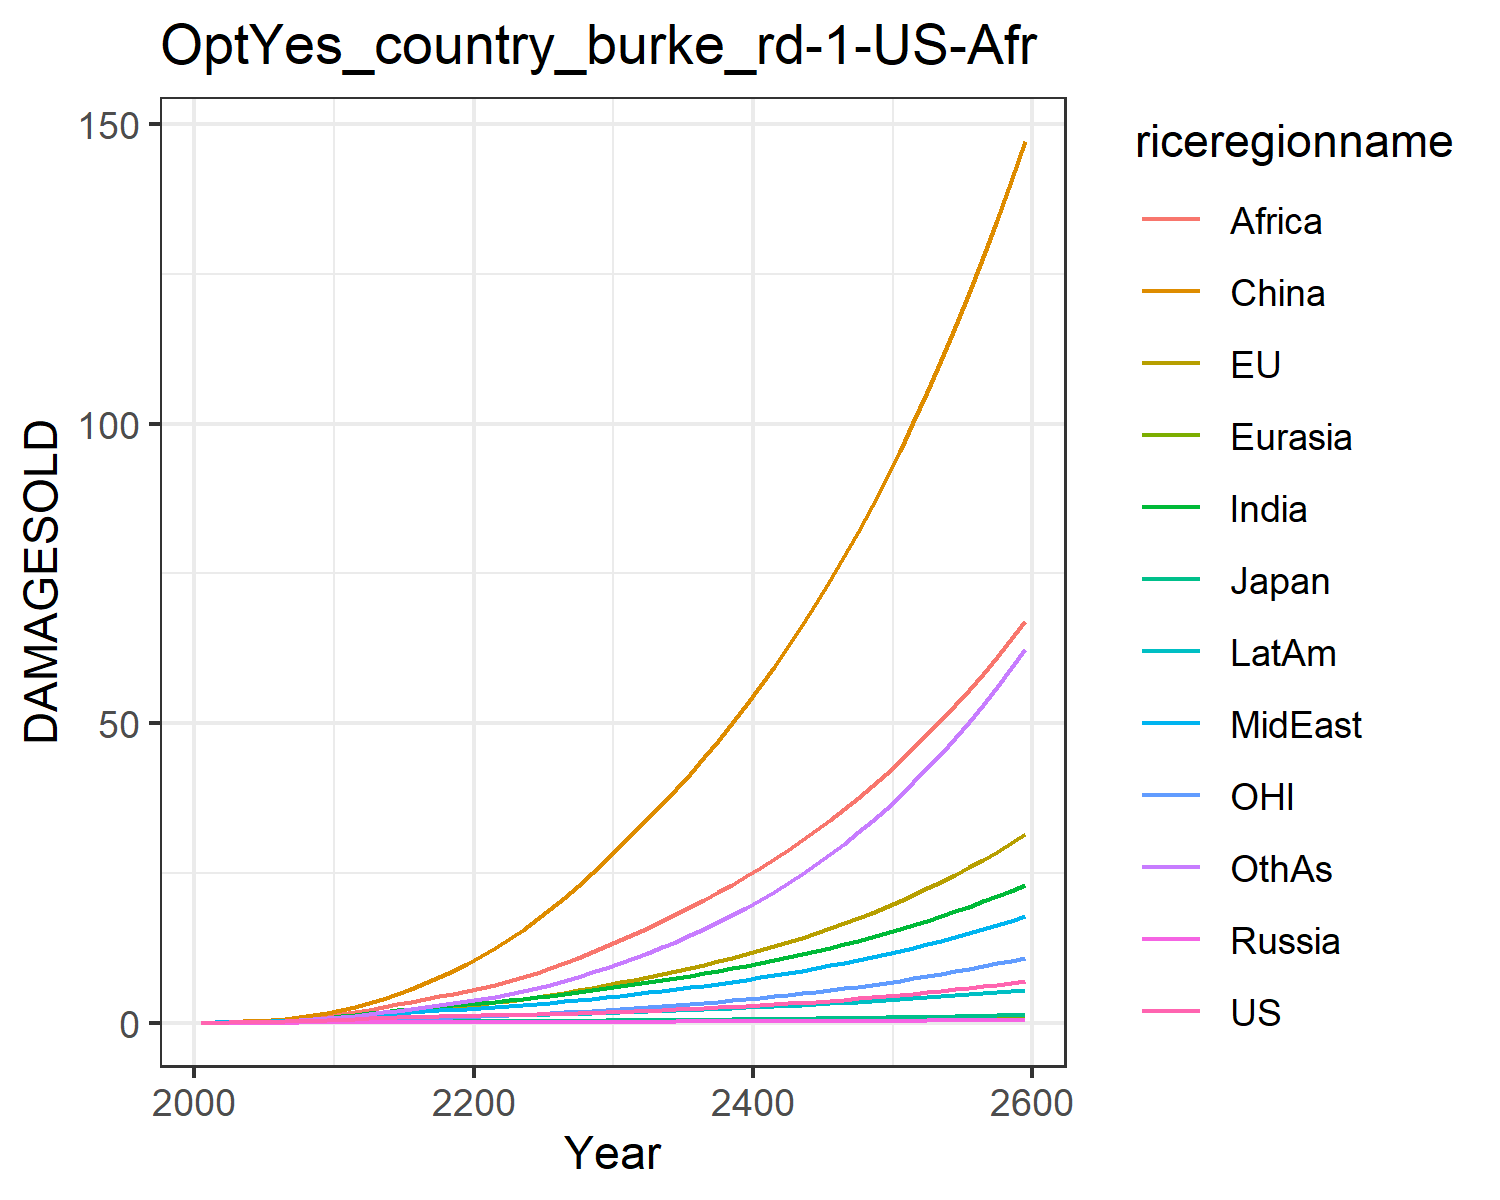 OptYes_country_burke_rd-1-US-Afr
150
100
50
0
DAMAGESOLD
2000
2200
2400
2600
Year
riceregionname
Africa
China
EU
Eurasia
India
Japan
LatAm
MidEast
OHI
OthAs
Russia
US